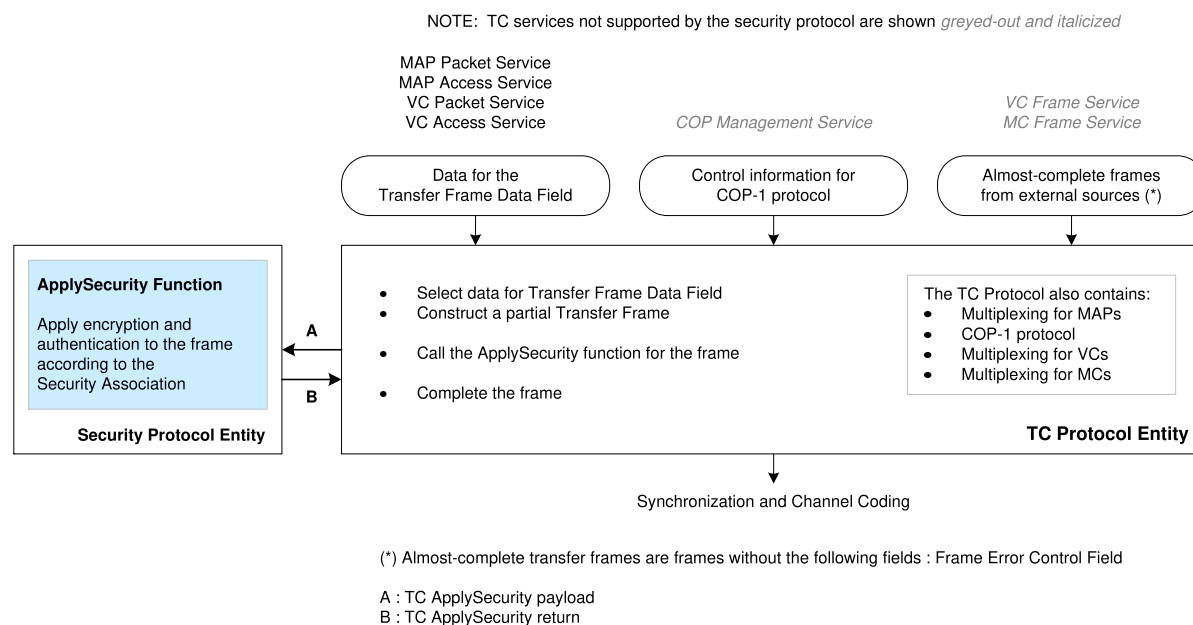 NOTE: TC services not supported by the security protocol are shown greyed-out and italicized
MAP Packet Service
MAP Access Service
VC Packet Service
VC Access Service
COP Management Service
VC Frame Service
MC Frame Service
Data for the
Transfer Frame Data Field
Control information for
COP-1 protocol
Almost-complete frames
from external sources (*)
ApplySecurity Function
Apply encryption and
authentication to the frame
according to the
Security Association
Security Protocol Entity
A
B
• Select data for Transfer Frame Data Field
• Construct a partial Transfer Frame
• Call the ApplySecurity function for the frame
• Complete the frame
The TC Protocol also contains:
• Multiplexing for MAPs
• COP-1 protocol
• Multiplexing for VCs
• Multiplexing for MCs
TC Protocol Entity
Synchronization and Channel Coding
(*) Almost-complete transfer frames are frames without the following fields : Frame Error Control Field
A : TC ApplySecurity payload
B : TC ApplySecurity return